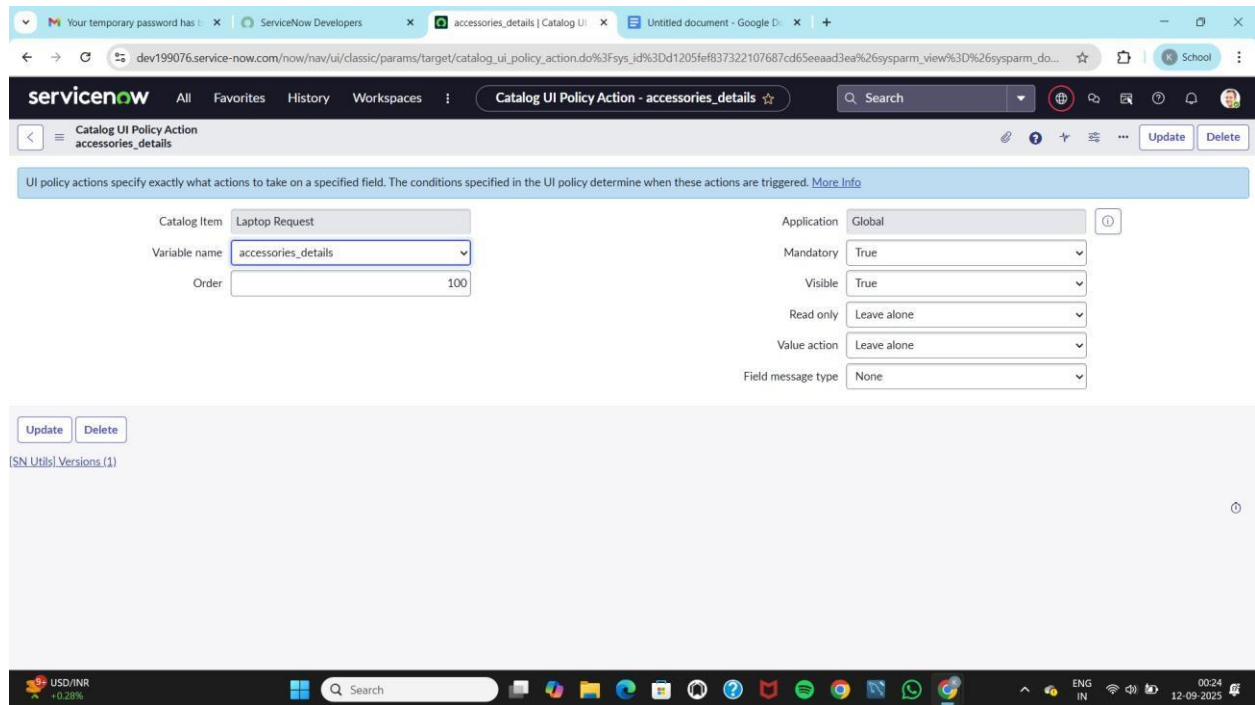 Your temporary password has b
ServiceNow Developers
accessories_details | Catalog UI
Untitled document - Google Do
dev199076.service-now.com/now/nav/ui/classic/params/target/catalog_ui_policy_action.do%3Fsys_id%3Dd1205fef837322107687cd65eeaad3ea%26sysparm_view%3D%26sysparm_do...
K School
servicenow All Favorites History Workspaces Catalog UI Policy Action - accessories_details Search
Catalog UI Policy Action
accessories_details
Update Delete
UI policy actions specify exactly what actions to take on a specified field. The conditions specified in the UI policy determine when these actions are triggered. More Info
Catalog Item Laptop Request
Application Global
Variable name accessories_details
Mandatory True
Order 100
Visible True
Read only Leave alone
Value action Leave alone
Field message type None
Update Delete
[SN Utils] Versions (1)
9+ USD/INR
+0.28%
Search
ENG
IN
00:24
12-09-2025